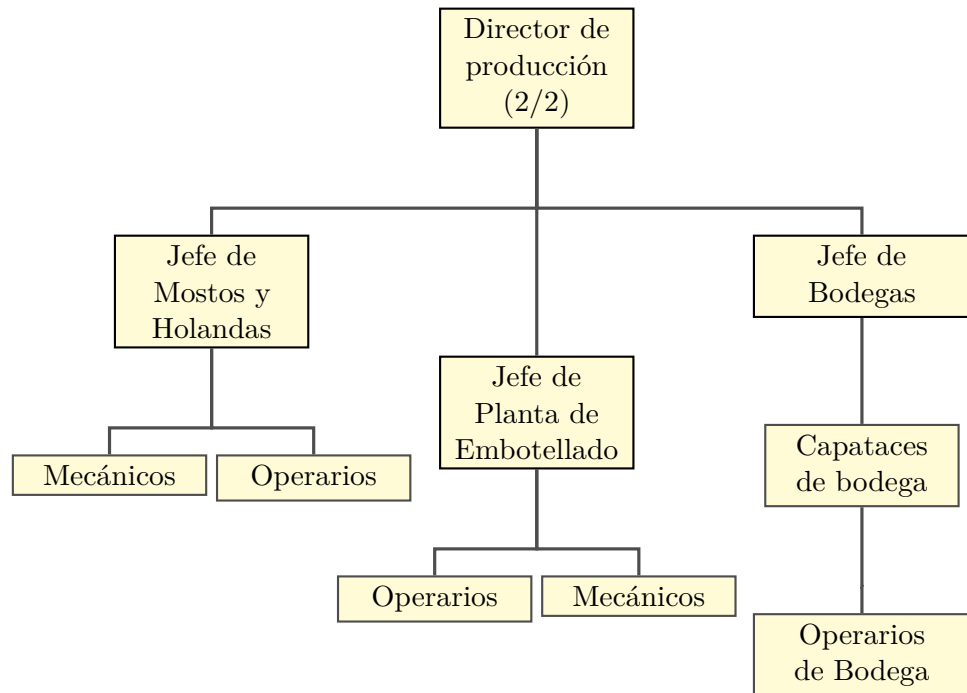 Director de
producción
(2/2)
Jefe de
Mostos y
Holandas
Jefe de
Bodegas
Jefe de
Planta de
Embotellado
Mecánicos
Operarios
Capataces
de bodega
Operarios
Mecánicos
Operarios
de Bodega